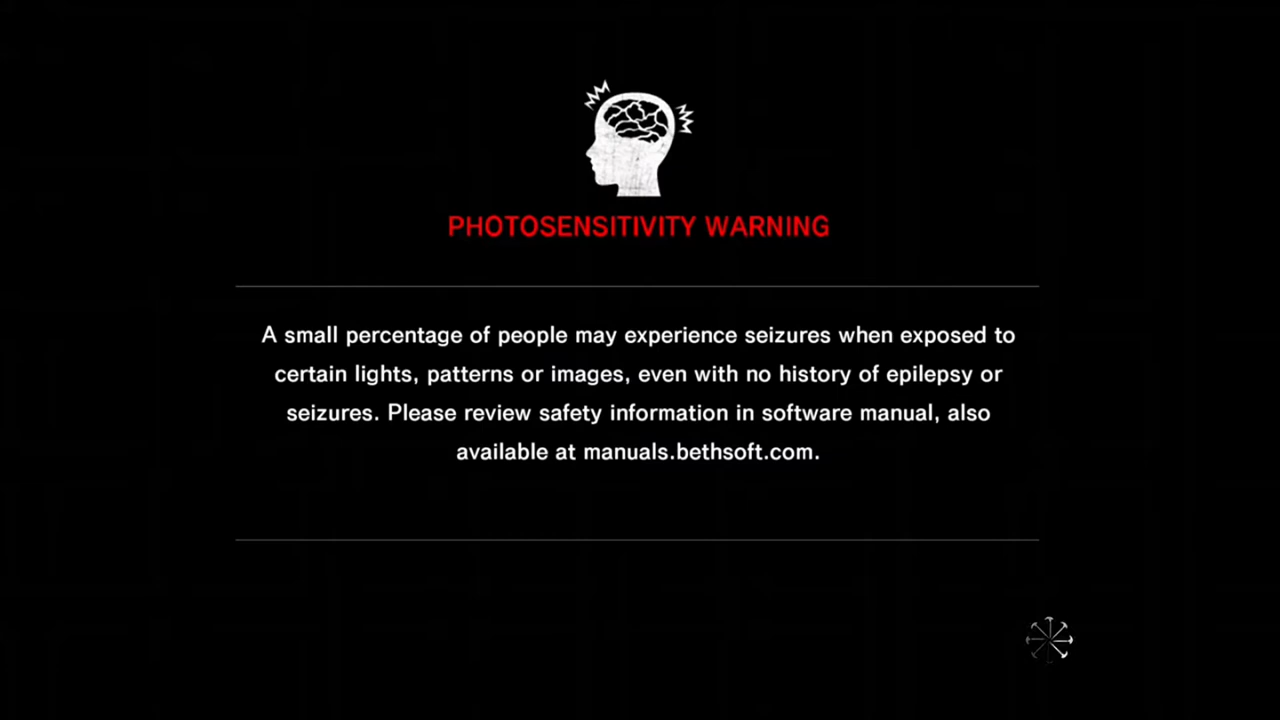 PHOTOSENSITIVITY WARNING
A small percentage of people may experience seizures when exposed to
certain lights, patterns or images, even with no history of epilepsy or
seizures. Please review safety information in software manual, also
available at manuals.bethsoft.com.